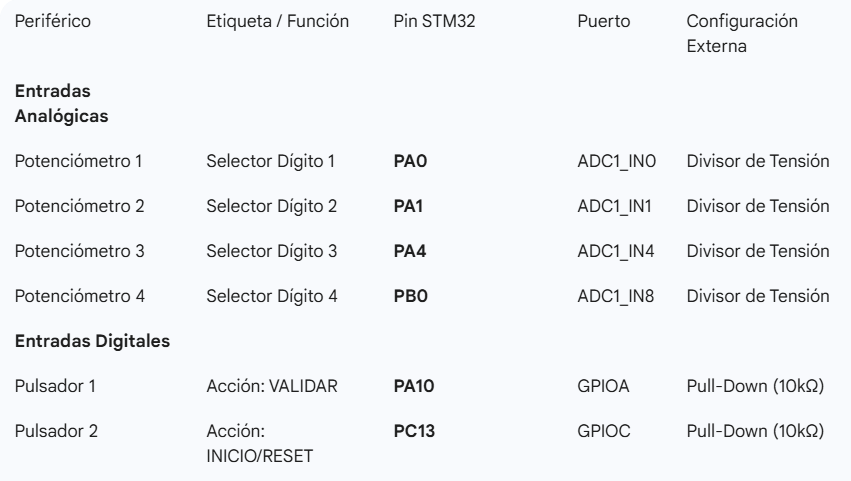 Periférico Etiqueta / Función Pin STM32 Puerto Configuración
Externa
Entradas
Analógicas
Potenciómetro 1 Selector Dígito 1 PA0 ADC1_IN0 Divisor de Tensión
Potenciómetro 2 Selector Dígito 2 PA1 ADC1_IN1 Divisor de Tensión
Potenciómetro 3 Selector Dígito 3 PA4 ADC1_IN4 Divisor de Tensión
Potenciómetro 4 Selector Dígito 4 PB0 ADC1_IN8 Divisor de Tensión
Entradas Digitales
Pulsador 1 Acción: VALIDAR PA10 GPIOA Pull-Down (10kΩ)
Pulsador 2 Acción: PC13 GPIOC Pull-Down (10kΩ)
INICIO/RESET